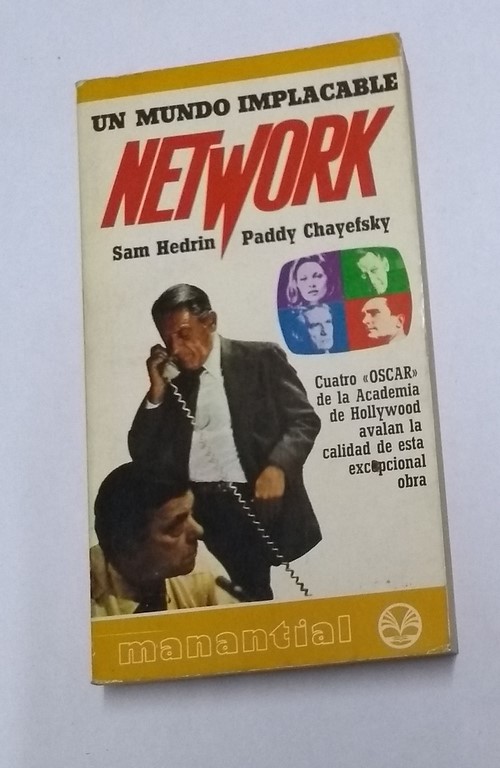 UN MUNDO IMPLACABLE
NETWORK
Sam Hedrin Paddy Chayefsky
Cuatro «OSCAR»
de la Academia
de Hollywood
avalan la
calidad de esta
excepcional
obra
manantial